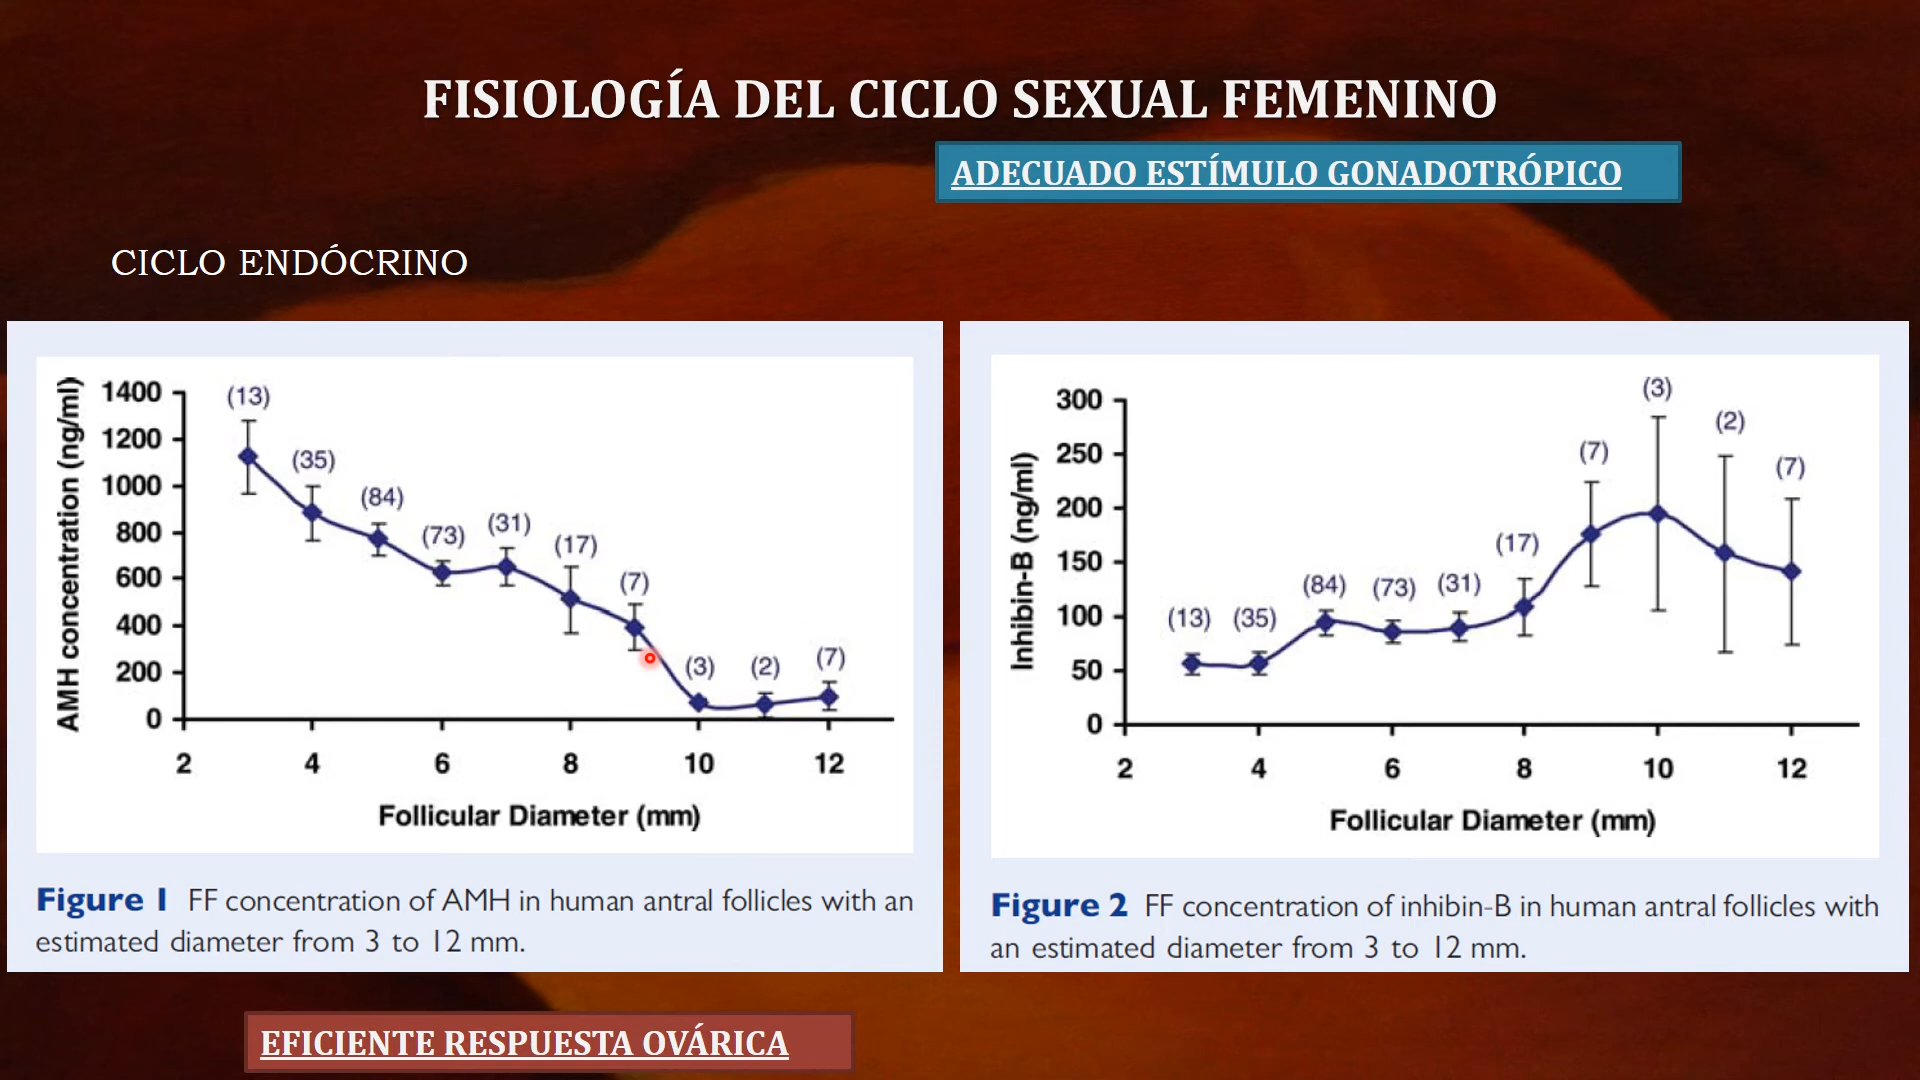 FISIOLOGÍA DEL CICLO SEXUAL FEMENINO
ADECUADO ESTÍMULO GONADOTRÓPICO
CICLO ENDÓCRINO
AMH concentration (ng/ml)
1400
1200
1000
800
600
400
200
0
(13)
(35)
(84)
(73)
(31)
(17)
(7)
(3)
(2)
(7)
2 4 6 8 10 12
Follicular Diameter (mm)
Figure 1 FF concentration of AMH in human antral follicles with an
estimated diameter from 3 to 12 mm.
Inhibin-B (ng/ml)
300
250
200
150
100
50
0
(13)
(35)
(84)
(73)
(31)
(17)
(7)
(3)
(2)
(7)
2 4 6 8 10 12
Follicular Diameter (mm)
Figure 2 FF concentration of inhibin-B in human antral follicles with
an estimated diameter from 3 to 12 mm.
EFICIENTE RESPUESTA OVÁRICA